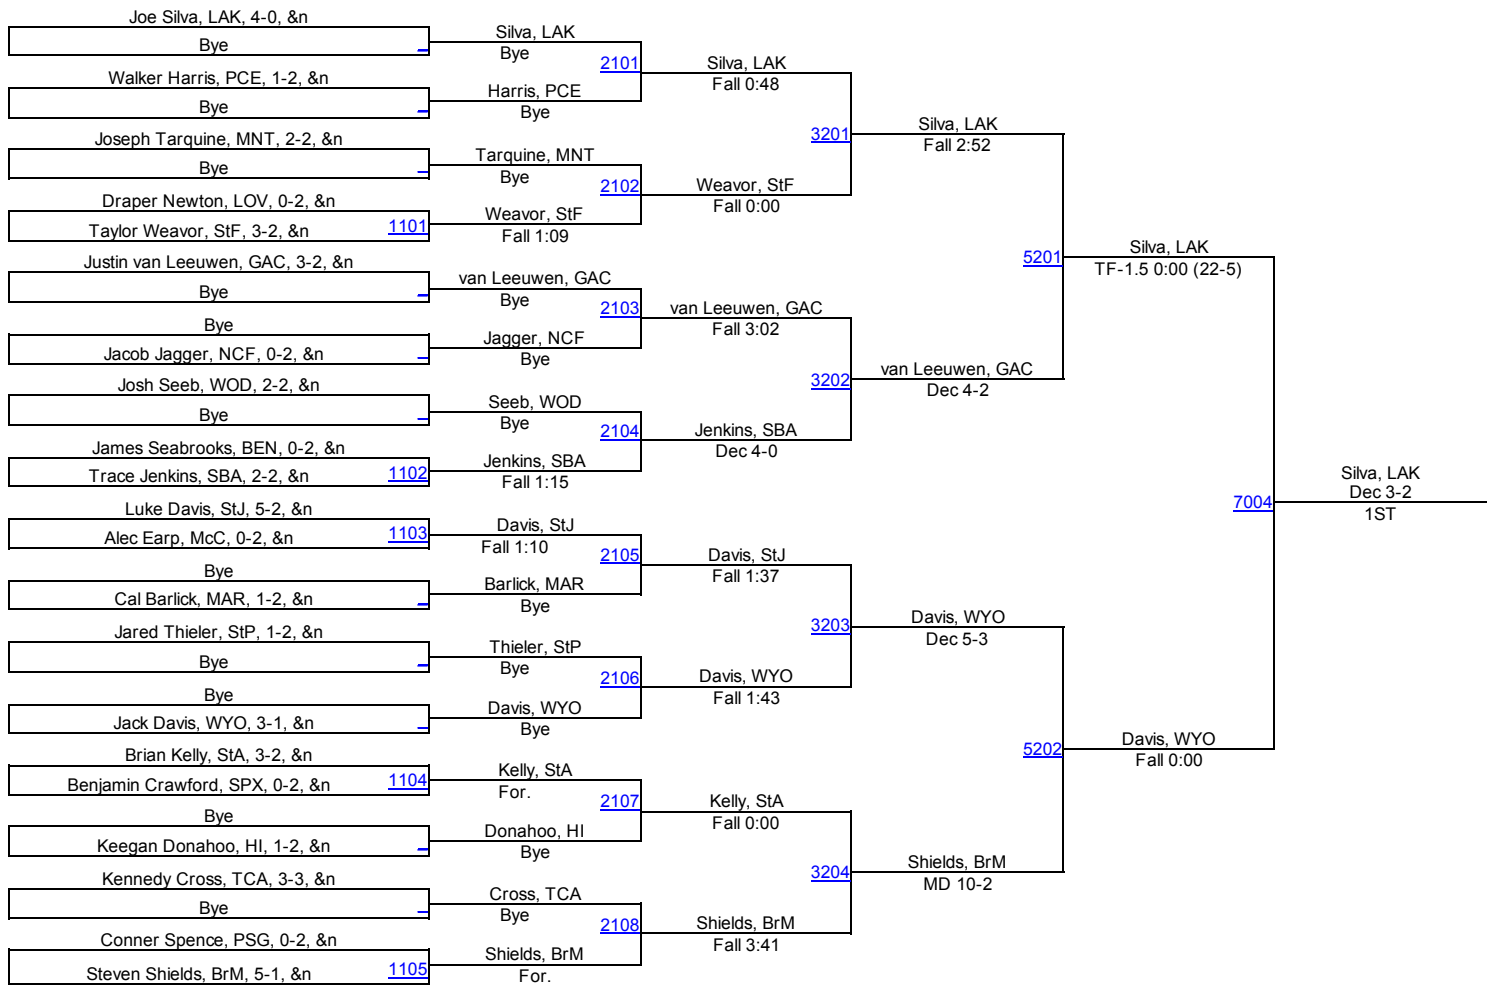 Joe Silva, LAK, 4-0, &n
Bye
Walker Harris, PCE, 1-2, &n
Bye
Joseph Tarquine, MNT, 2-2, &n
Bye
Draper Newton, LOV, 0-2, &n
Taylor Weavor, StF, 3-2, &n 1101
Justin van Leeuwen, GAC, 3-2, &n
Bye
Bye
Jacob Jagger, NCF, 0-2, &n
Josh Seeb, WOD, 2-2, &n
Bye
James Seabrooks, BEN, 0-2, &n
Trace Jenkins, SBA, 2-2, &n 1102
Luke Davis, StJ, 5-2, &n
Alec Earp, McC, 0-2, &n 1103
Bye
Cal Barlick, MAR, 1-2, &n
Jared Thieler, StP, 1-2, &n
Bye
Bye
Jack Davis, WYO, 3-1, &n
Brian Kelly, StA, 3-2, &n
Benjamin Crawford, SPX, 0-2, &n 1104
Bye
Keegan Donahoo, HI, 1-2, &n
Kennedy Cross, TCA, 3-3, &n
Bye
Conner Spence, PSG, 0-2, &n
Steven Shields, BrM, 5-1, &n 1105
Silva, LAK
Bye
2101
Harris, PCE
Bye
Tarquine, MNT
Bye
2102
Weavor, StF
Fall 1:09
van Leeuwen, GAC
Bye
2103
Jagger, NCF
Bye
Seeb, WOD
Bye
2104
Jenkins, SBA
Fall 1:15
Davis, StJ
Fall 1:10
2105
Barlick, MAR
Bye
Thieler, StP
Bye
2106
Davis, WYO
Bye
Kelly, StA
For.
2107
Donahoo, HI
Bye
Cross, TCA
Bye
2108
Shields, BrM
For.
Silva, LAK
Fall 0:48
3201
Weavor, StF
Fall 0:00
van Leeuwen, GAC
Fall 3:02
3202
Jenkins, SBA
Dec 4-0
Davis, StJ
Fall 1:37
3203
Davis, WYO
Fall 1:43
Kelly, StA
Fall 0:00
3204
Shields, BrM
Fall 3:41
Silva, LAK
Fall 2:52
5201
van Leeuwen, GAC
Dec 4-2
Davis, WYO
Dec 5-3
5202
Shields, BrM
MD 10-2
Silva, LAK
TF-1.5 0:00 (22-5)
7004
Davis, WYO
Fall 0:00
Silva, LAK
Dec 3-2
1ST